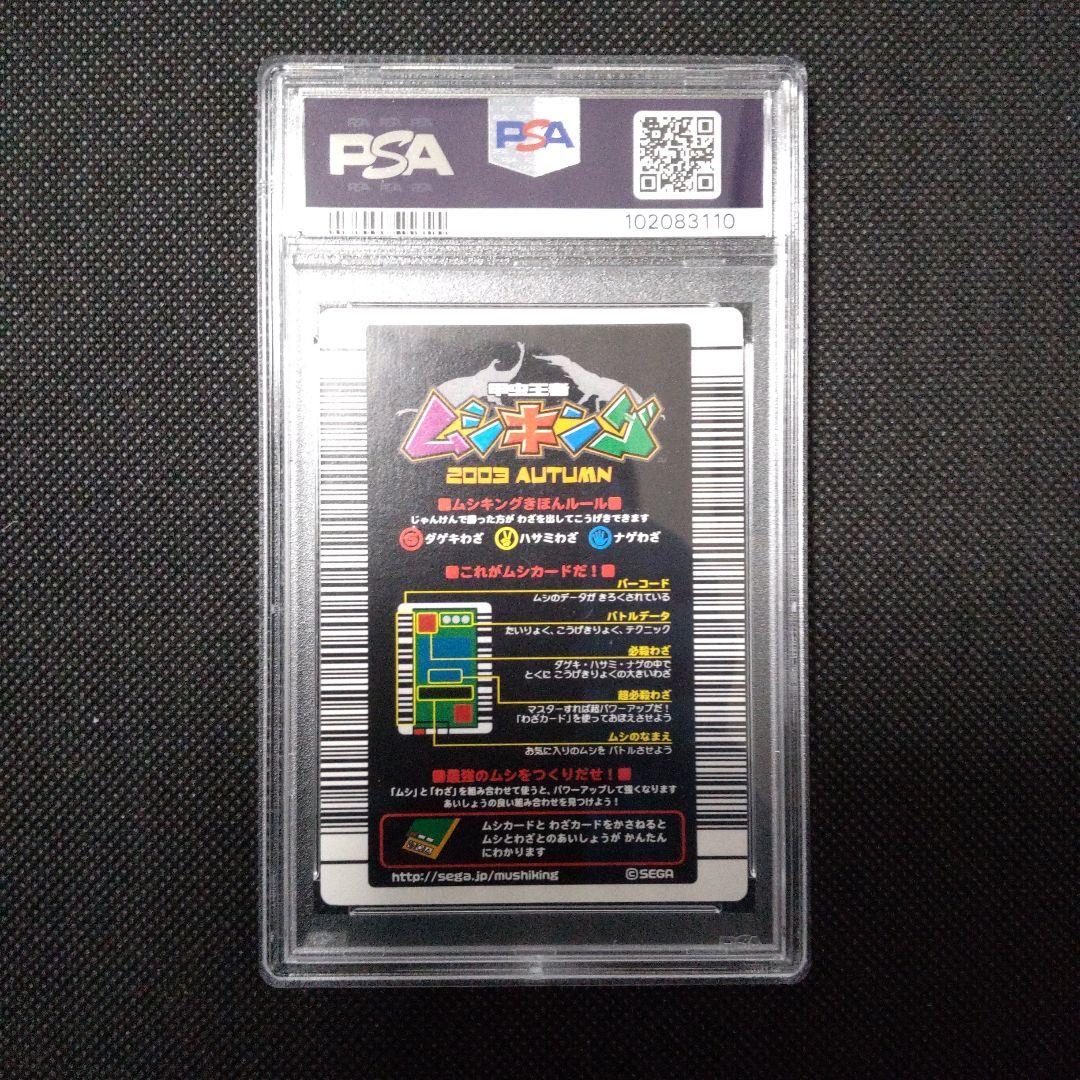 PSA
PSA
102083110
甲虫王者
ムシキング
2003 AUTUMN
ムシキングきほんルール
じゃんけんで勝った方が わざを出してこうげきできます
ダゲキわざ ハサミわざ ナゲわざ
これがムシカードだ！
バーコード
ムシのデータが きろくされている
バトルデータ
たいりょく、こうげきりょく、テクニック
必殺わざ
ダゲキ・ハサミ・ナゲの中で
とくに こうげきりょくの大きいわざ
超必殺わざ
マスターすれば超パワーアップだ！
「わざカード」を使っておぼえさせよう
ムシのなまえ
お気に入りのムシを バトルさせよう
最強のムシをつくりだせ！
「ムシ」と「わざ」を組み合わせて使うと、パワーアップして強くなります
あいしょうの良い組み合わせを見つけよう！
ムシカードと わざカードをかさねると
ムシとわざとのあいしょうが かんたん
にわかります
http://sega.jp/mushiking ©SEGA